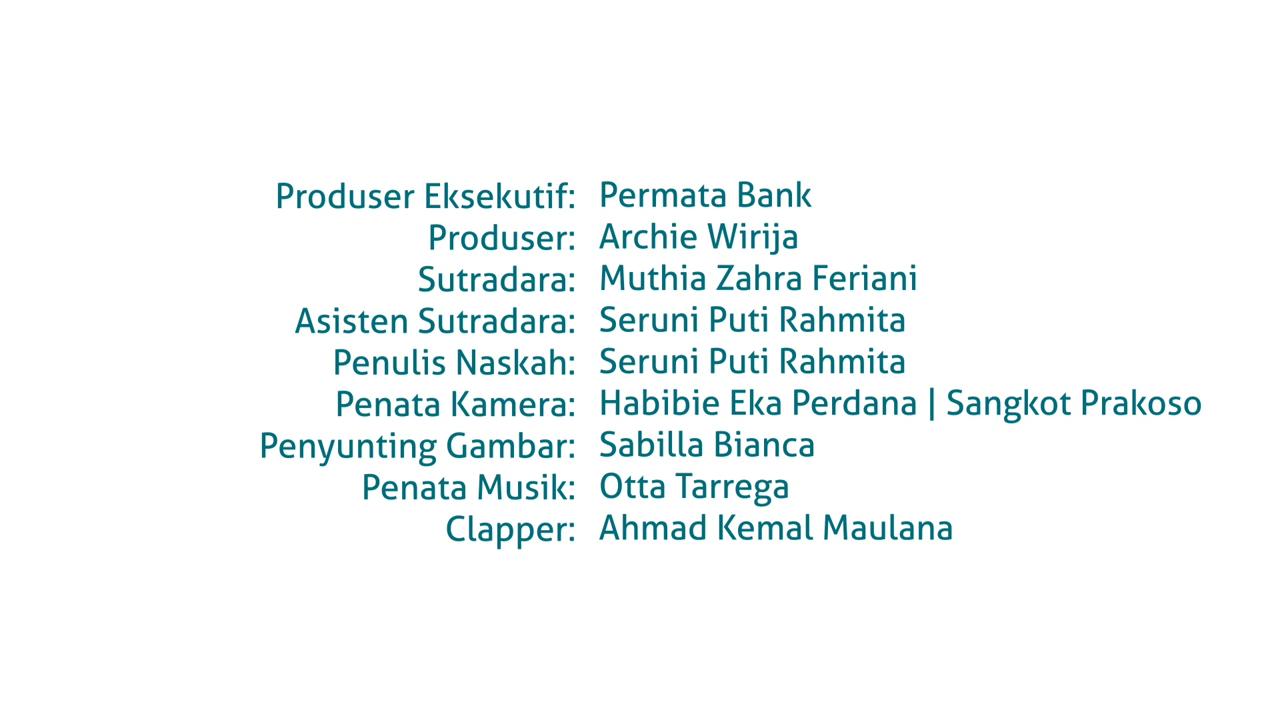 Produser Eksekutif: Permata Bank
Produser: Archie Wirija
Sutradara: Muthia Zahra Feriani
Asisten Sutradara: Seruni Puti Rahmita
Penulis Naskah: Seruni Puti Rahmita
Penata Kamera: Habibie Eka Perdana | Sangkot Prakoso
Penyunting Gambar: Sabilla Bianca
Penata Musik: Otta Tarrega
Clapper: Ahmad Kemal Maulana